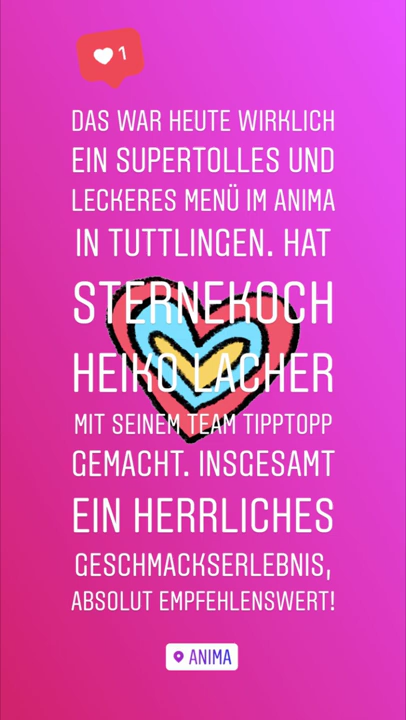 1
DAS WAR HEUTE WIRKLICH
EIN SUPERTOLLES UND
LECKERES MENÜ IM ANIMA
IN TUTTLINGEN. HAT
STERNEKOCH
HEIKO LACHER
MIT SEINEM TEAM TIPPTOPP
GEMACHT. INSGESAMT
EIN HERRLICHES
GESCHMACKSERLEBNIS,
ABSOLUT EMPFEHLENSWERT!
ANIMA